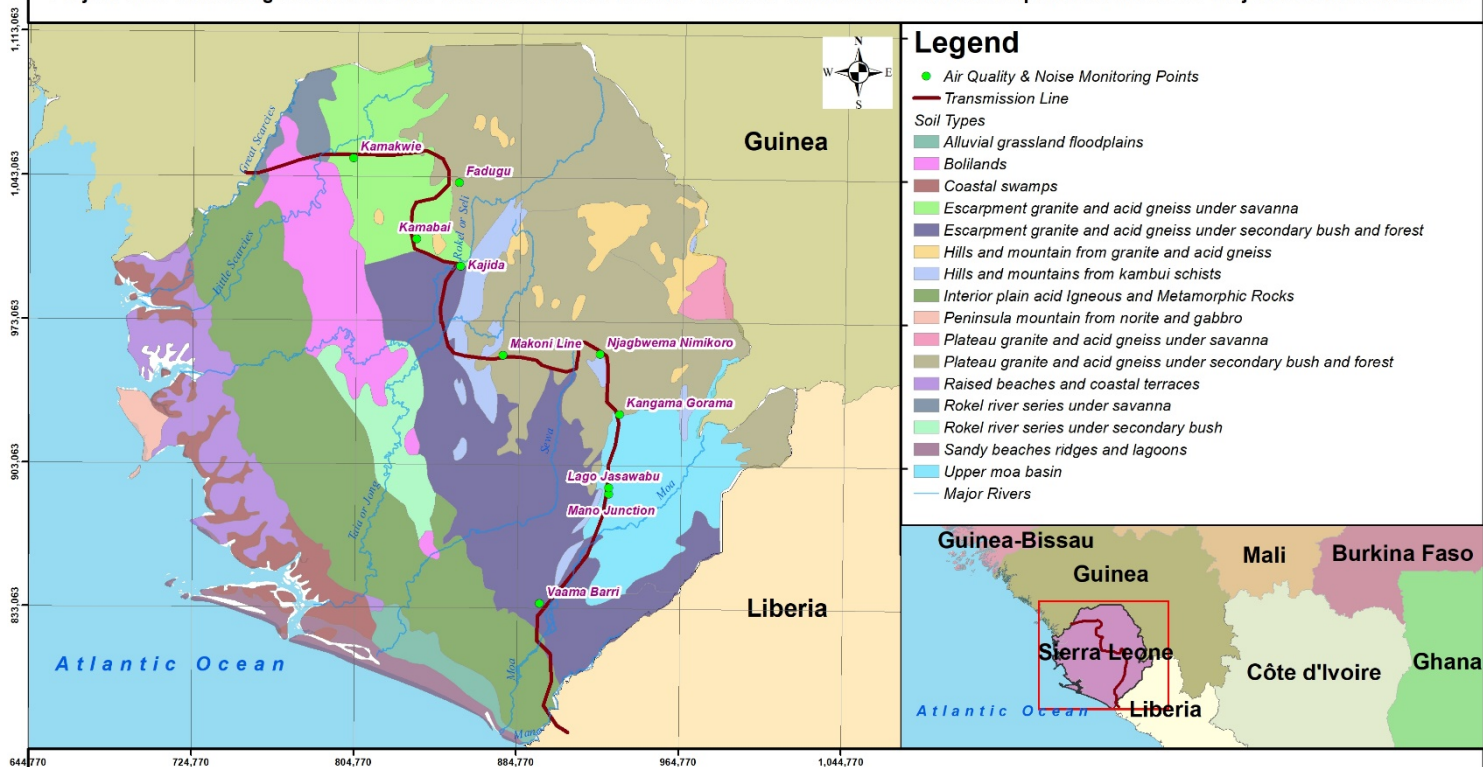 Legend
Air Quality & Noise Monitoring Points
Transmission Line
Soil Types
Alluvial grassland floodplains
Bolilands
Coastal swamps
Escarpment granite and acid gneiss under savanna
Escarpment granite and acid gneiss under secondary bush and forest
Hills and mountain from granite and acid gneiss
Hills and mountains from kambui schists
Interior plain acid Igneous and Metamorphic Rocks
Peninsula mountain from norite and gabbro
Plateau granite and acid gneiss under savanna
Plateau granite and acid gneiss under secondary bush and forest
Raised beaches and coastal terraces
Rokel river series under savanna
Rokel river series under secondary bush
Sandy beaches ridges and lagoons
Upper moa basin
Major Rivers
N
W E
S
Guinea
Great Scarcies
Kamakwie
Fadugu
Kamabai
Rokel or Seli
Kajida
Little Scarcies
Makoni Line
Njagbwema Nimikoro
Kangama Gorama
Sewa
Lago Jasawabu
Moa
Mano Junction
Taia or Jong
Vaama Barri
Liberia
Moa
Mano
Atlantic Ocean
1,113,063
1,043,063
973,063
903,063
833,063
644,770
724,770
804,770
884,770
964,770
1,044,770
Guinea-Bissau
Mali
Burkina Faso
Guinea
Sierra Leone
Côte d'Ivoire
Ghana
Atlantic Ocean
Liberia